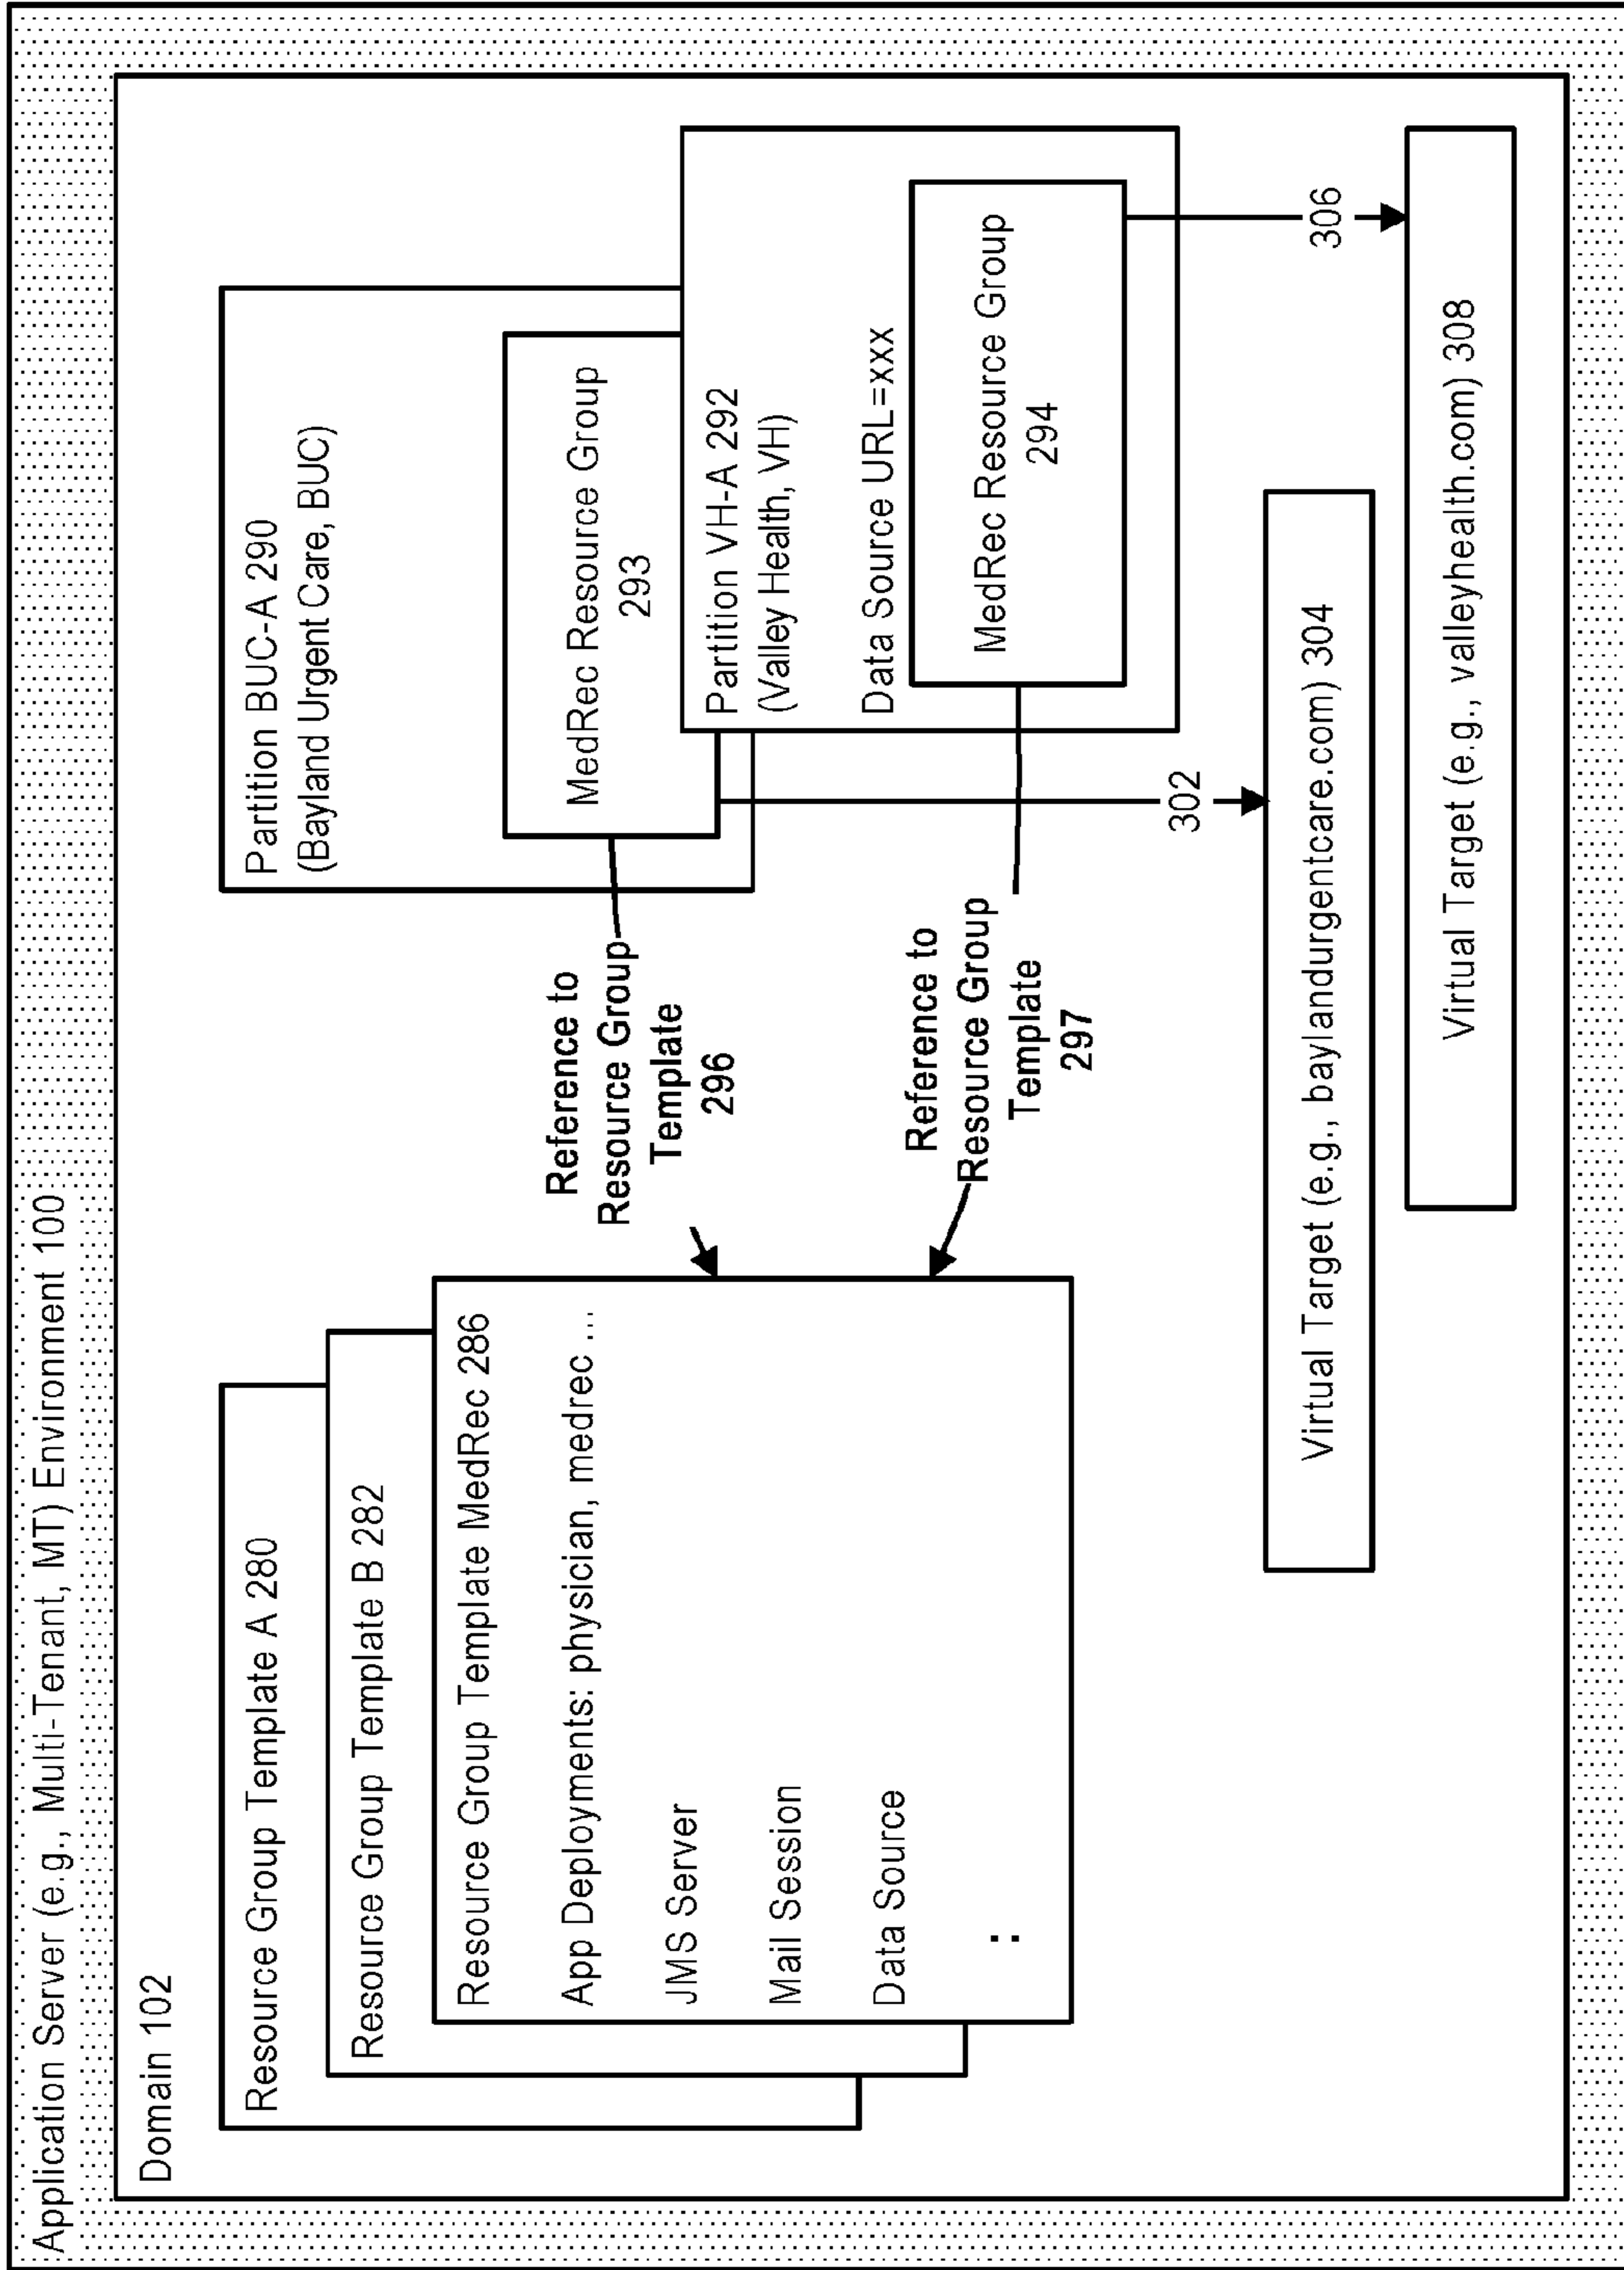 Application Server (e.g., Multi-Tenant, MT) Environment 100
Domain 102
Resource Group Template A 280
Resource Group Template B 282
Resource Group Template MedRec 286
App Deployments: physician, medrec ...
JMS Server
Mail Session
Data Source
:
Reference to
Resource Group
Template
296
Reference to
Resource Group
Template
297
Partition BUC-A 290
(Bayland Urgent Care, BUC)
MedRec Resource Group
293
Partition VH-A 292
(Valley Health, VH)
Data Source URL=xxx
MedRec Resource Group
294
302
306
Virtual Target (e.g., baylandurgentcare.com) 304
Virtual Target (e.g., valleyhealth.com) 308